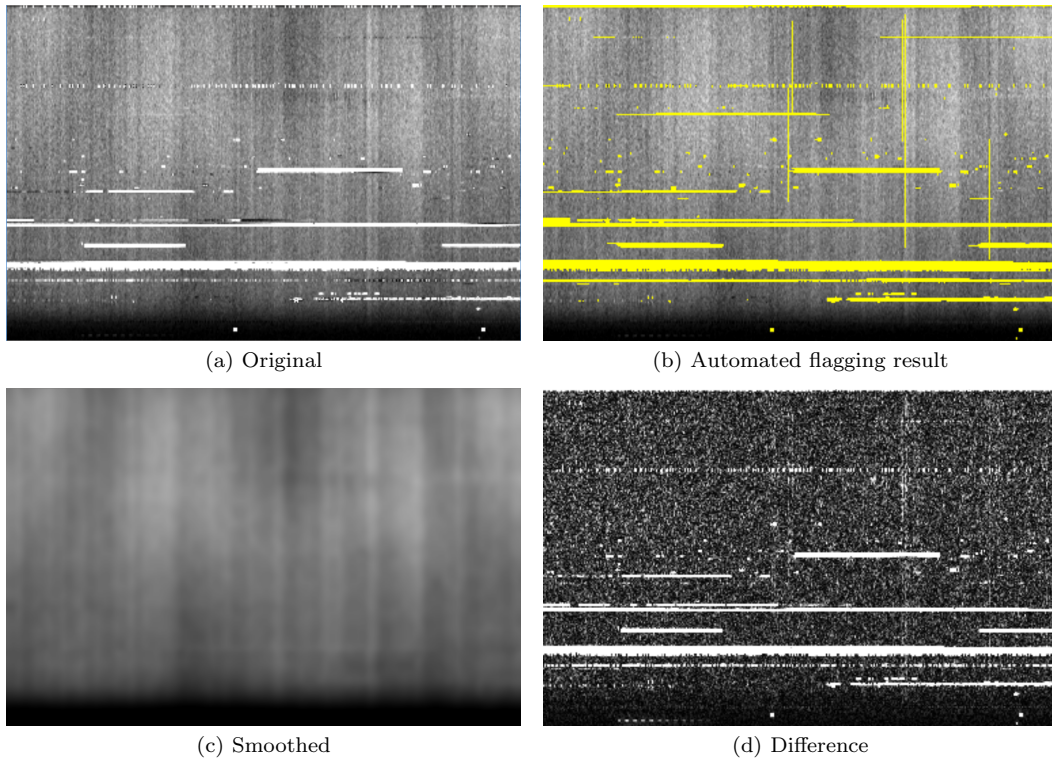 (a) Original
(b) Automated flagging result
(c) Smoothed
(d) Difference